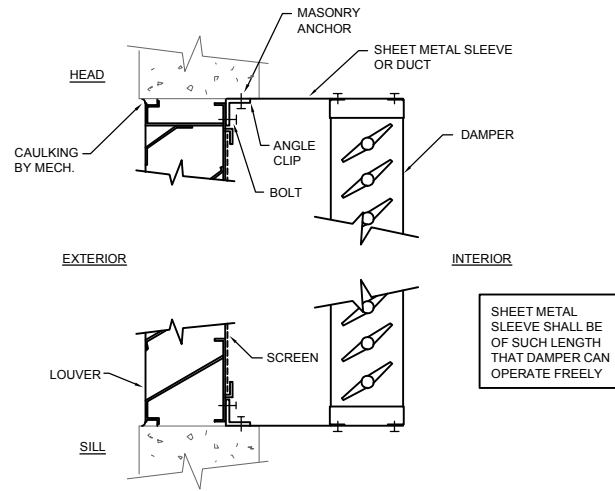 MASONRY
ANCHOR
SHEET METAL SLEEVE
OR DUCT
HEAD
DAMPER
ANGLE
CLIP
CAULKING
BY MECH.
BOLT
EXTERIOR
INTERIOR
SHEET METAL
SLEEVE SHALL BE
OF SUCH LENGTH
THAT DAMPER CAN
OPERATE FREELY
SCREEN
LOUVER
SILL